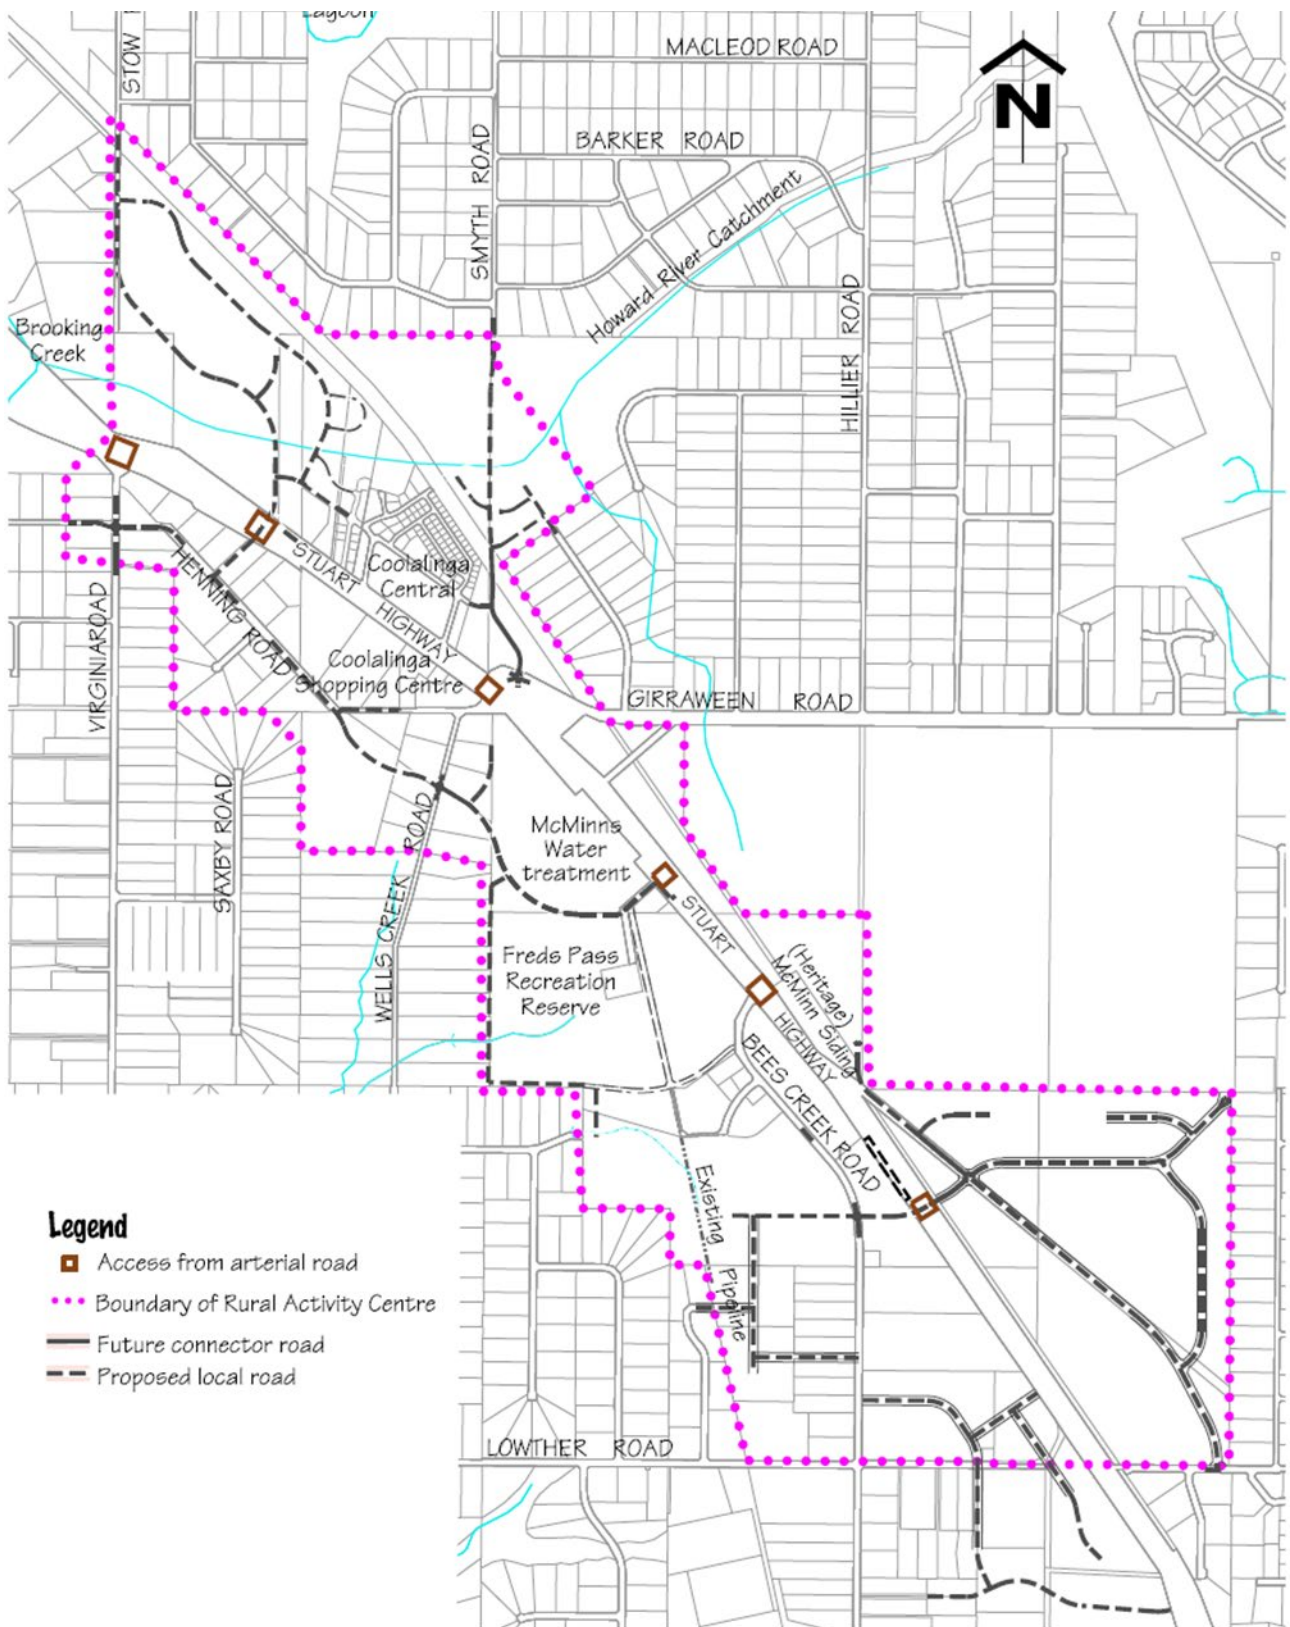 Lagoon
MACLEOD ROAD
STOW
N
SMYTH ROAD
BARKER ROAD
Howard River Catchment
HILLIER ROAD
Brooking
Creek
STUART
HIGHWAY
Coolalinga
Central
HENNING ROAD
VIRGINIAROAD
Coolalinga
Shopping Centre
GIRRAWEEN ROAD
SAXBY ROAD
WELLS CREEK ROAD
McMinns
Water
treatment
STUART
HIGHWAY
(Heritage)
McMinn Siding
Freds Pass
Recreation
Reserve
BEES CREEK ROAD
Existing
Pipeline
LOWTHER ROAD
Legend
Access from arterial road
Boundary of Rural Activity Centre
Future connector road
Proposed local road